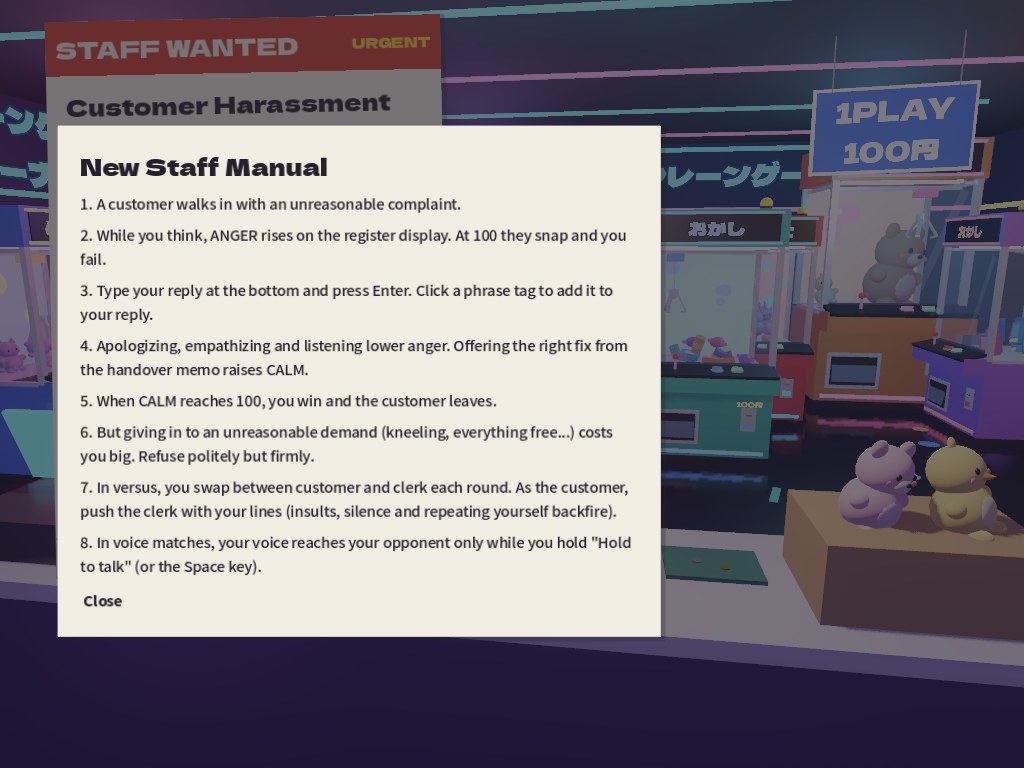 STAFF WANTED
URGENT
Customer Harassment
New Staff Manual
1. A customer walks in with an unreasonable complaint.
2. While you think, ANGER rises on the register display. At 100 they snap and you
fail.
3. Type your reply at the bottom and press Enter. Click a phrase tag to add it to
your reply.
4. Apologizing, empathizing and listening lower anger. Offering the right fix from
the handover memo raises CALM.
5. When CALM reaches 100, you win and the customer leaves.
6. But giving in to an unreasonable demand (kneeling, everything free...) costs
you big. Refuse politely but firmly.
7. In versus, you swap between customer and clerk each round. As the customer,
push the clerk with your lines (insults, silence and repeating yourself backfire).
8. In voice matches, your voice reaches your opponent only while you hold "Hold
to talk" (or the Space key).
Close
1PLAY
100円
レーンゲー
おかし
おかし
100円